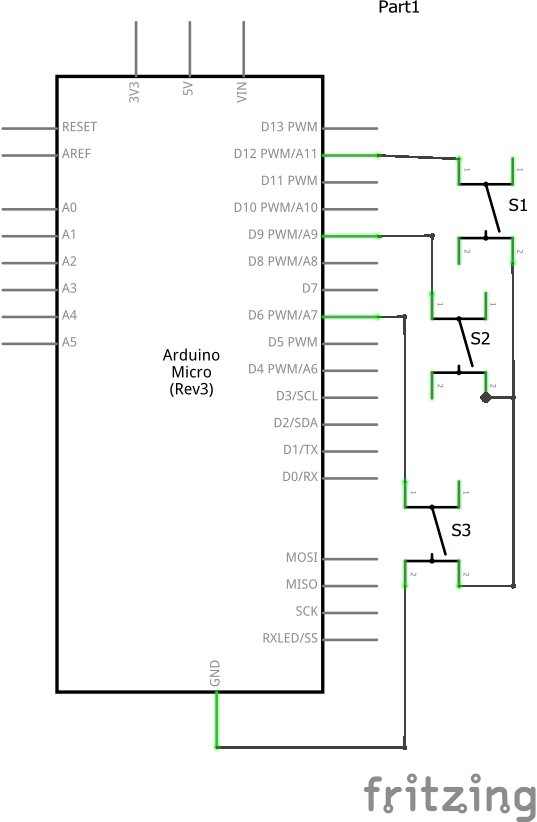 Part1
3V3
5V
VIN
RESET
AREF
A0
A1
A2
A3
A4
A5
D13 PWM
D12 PWM/A11
D11 PWM
D10 PWM/A10
D9 PWM/A9
D8 PWM/A8
D7
D6 PWM/A7
D5 PWM
D4 PWM/A6
D3/SCL
D2/SDA
D1/TX
D0/RX
MOSI
MISO
SCK
RXLED/SS
Arduino
Micro
(Rev3)
GND
1
1
S1
2
2
1
1
S2
2
2
1
1
S3
2
2
fritzing